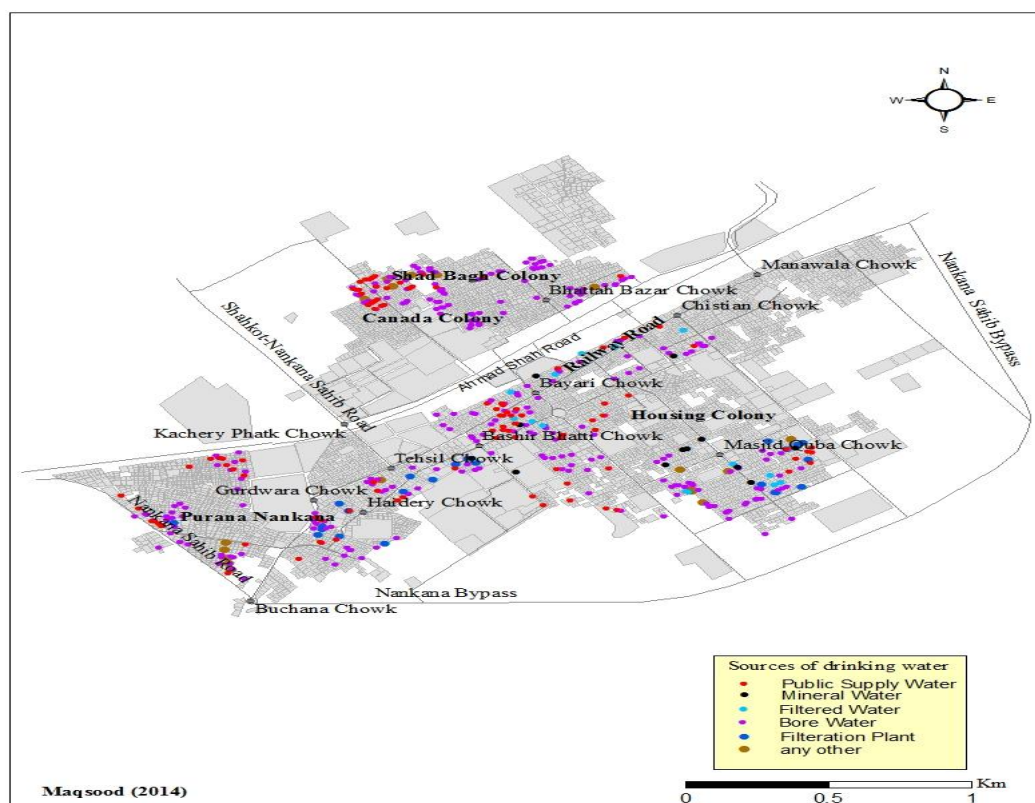 N
W E
S
Manawala Chowk
Nankana Sahib Bypass
Shad Bagh Colony
Bhattah Bazar Chowk
Chistian Chowk
Canada Colony
Shahkot-Nankana Sahib Road
Ahmad Shah Road
Railway Road
Bayari Chowk
Housing Colony
Kachery Phatk Chowk
Bashir Bhatti Chowk
Masjid Quba Chowk
Tehsil Chowk
Gurdwara Chowk
Hardery Chowk
Purana Nankana
Nankana Sahib Road
Nankana Bypass
Buchana Chowk
Sources of drinking water
Public Supply Water
Mineral Water
Filtered Water
Bore Water
Filteration Plant
any other
Maqsood (2014)
Km
0 0.5 1